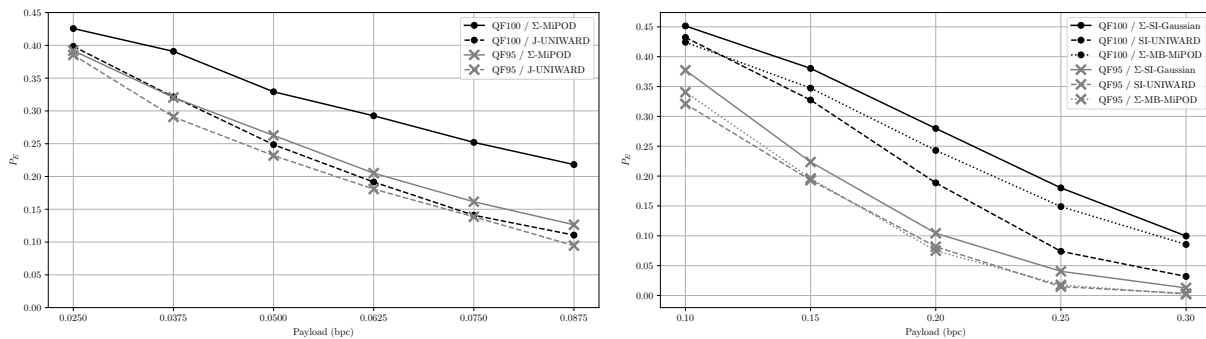 0.45
0.40
0.35
0.30
0.25
0.20
0.15
0.10
0.05
0.00
P_E
0.0250 0.0375 0.0500 0.0625 0.0750 0.0875
Payload (bpc)
QF100 / Σ-MiPOD
QF100 / J-UNIWARD
QF95 / Σ-MiPOD
QF95 / J-UNIWARD
0.45
0.40
0.35
0.30
0.25
0.20
0.15
0.10
0.05
0.00
P_E
0.10 0.15 0.20 0.25 0.30
Payload (bpc)
QF100 / Σ-SI-Gaussian
QF100 / SI-UNIWARD
QF100 / Σ-MB-MiPOD
QF95 / Σ-SI-Gaussian
QF95 / SI-UNIWARD
QF95 / Σ-MB-MiPOD